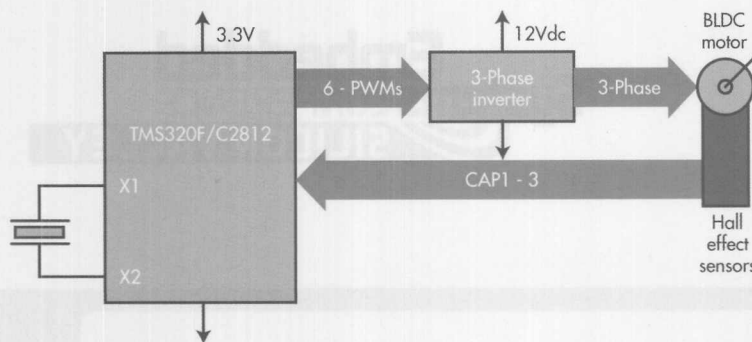 3.3V
12Vdc
BLDC
motor
6 - PWMs
3-Phase
inverter
3-Phase
TMS320F/C2812
CAP1 - 3
X1
X2
Hall
effect
sensors